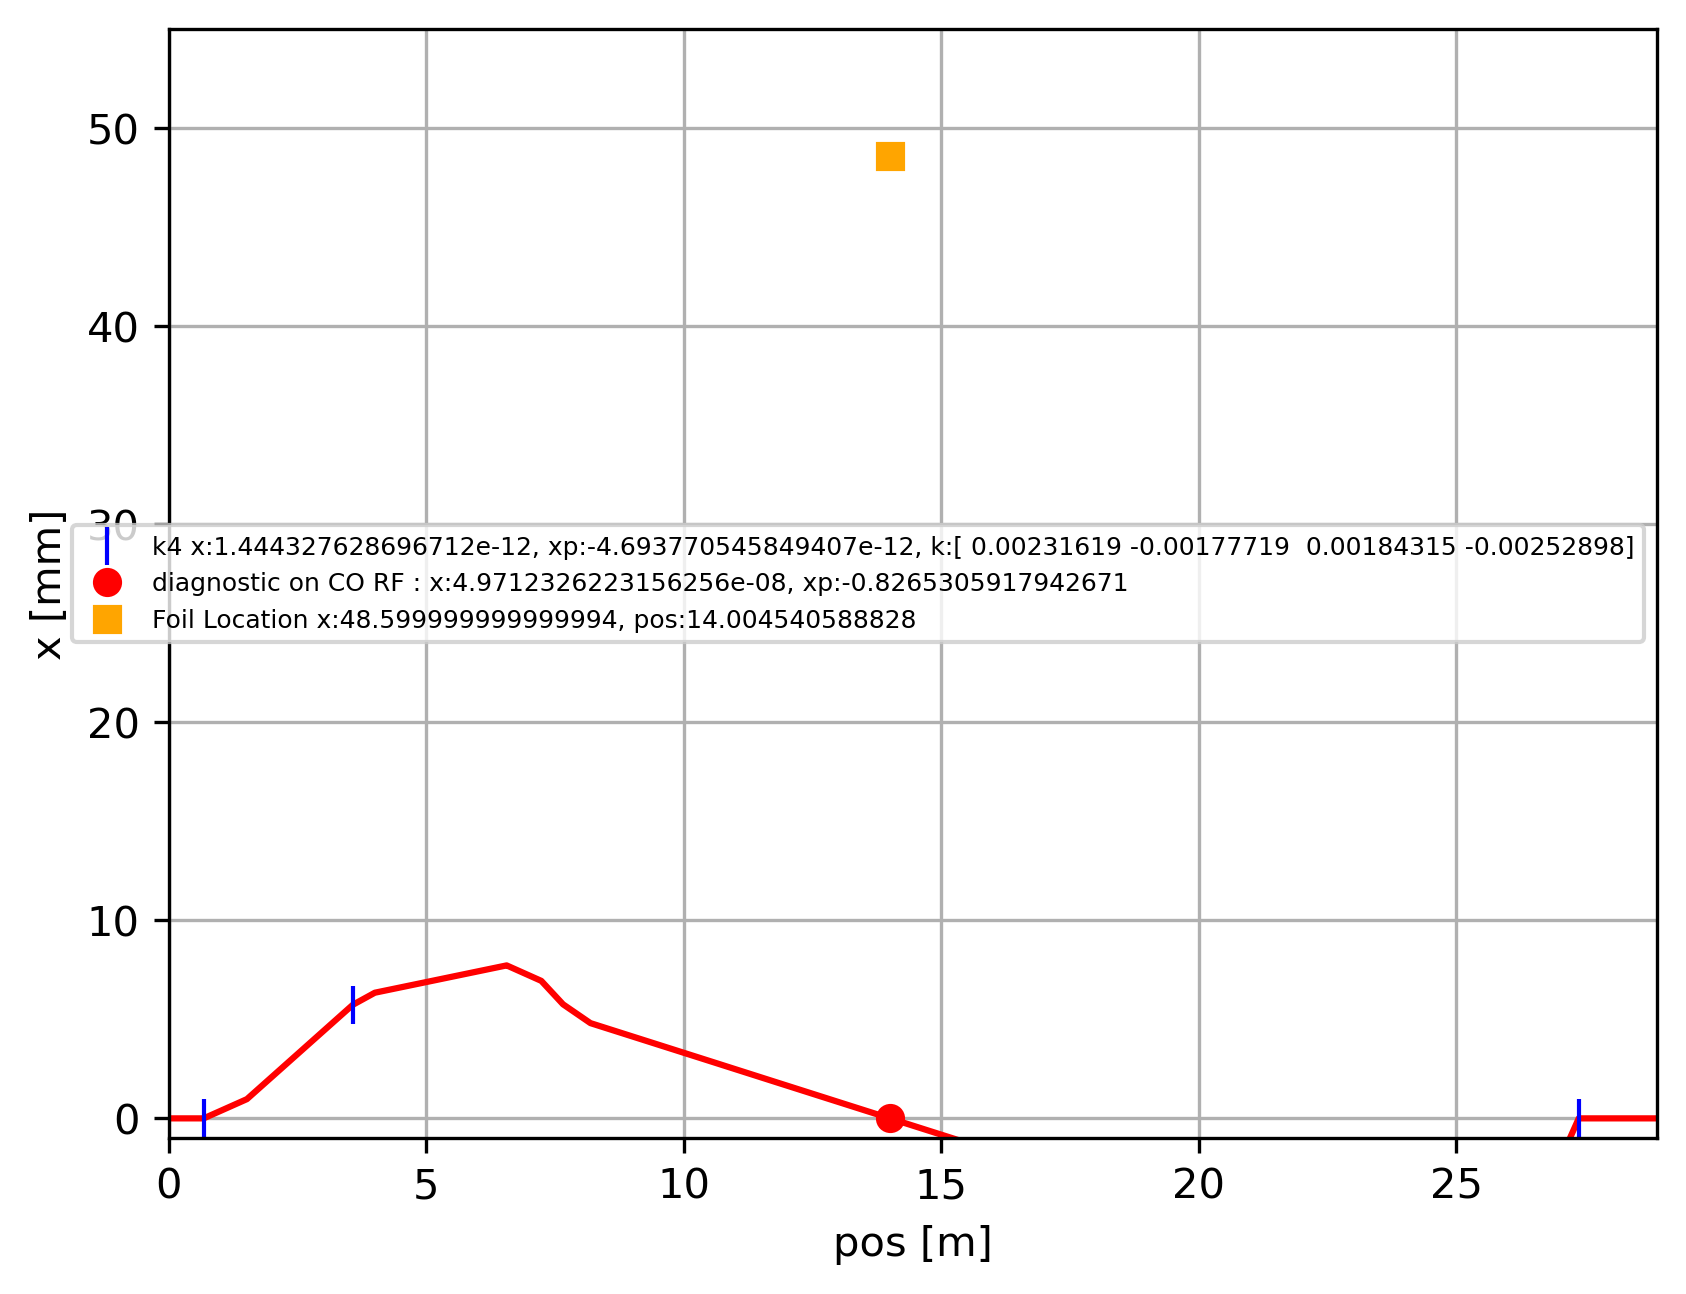 50
40
30
k4 x:1.444327628696712e-12, xp:-4.693770545849407e-12, k:[ 0.00231619 -0.00177719  0.00184315 -0.00252898]
diagnostic on CO RF : x:4.9712326223156256e-08, xp:-0.8265305917942671
Foil Location x:48.599999999999994, pos:14.004540588828
x [mm]
20
10
0
0 5 10 15 20 25
pos [m]